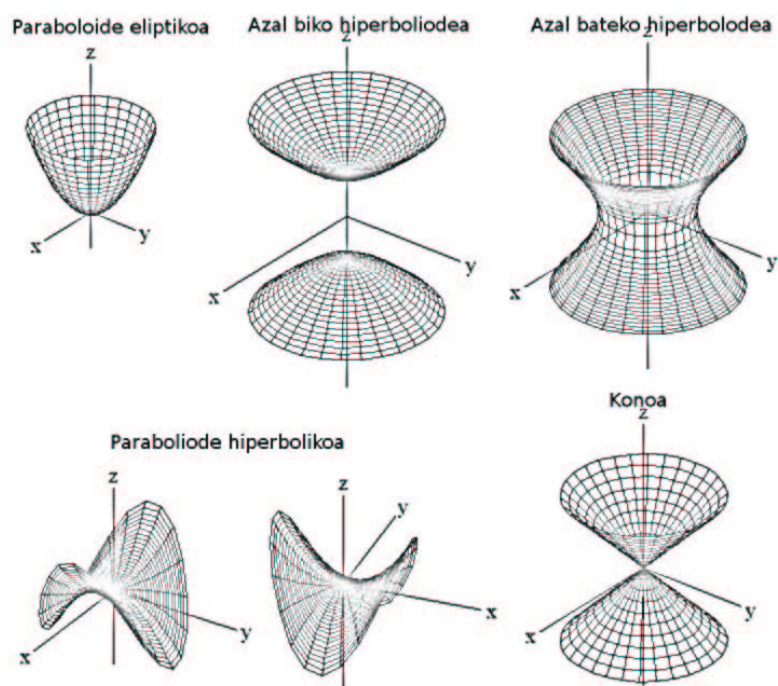 Paraboloide eliptikoa
Azal biko hiperboliodea
Azal bateko hiperbolodea
z
x
y
z
x
y
z
x
y
Paraboliode hiperbolikoa
Konoa
z
x
y
z
y
x
z
x
y